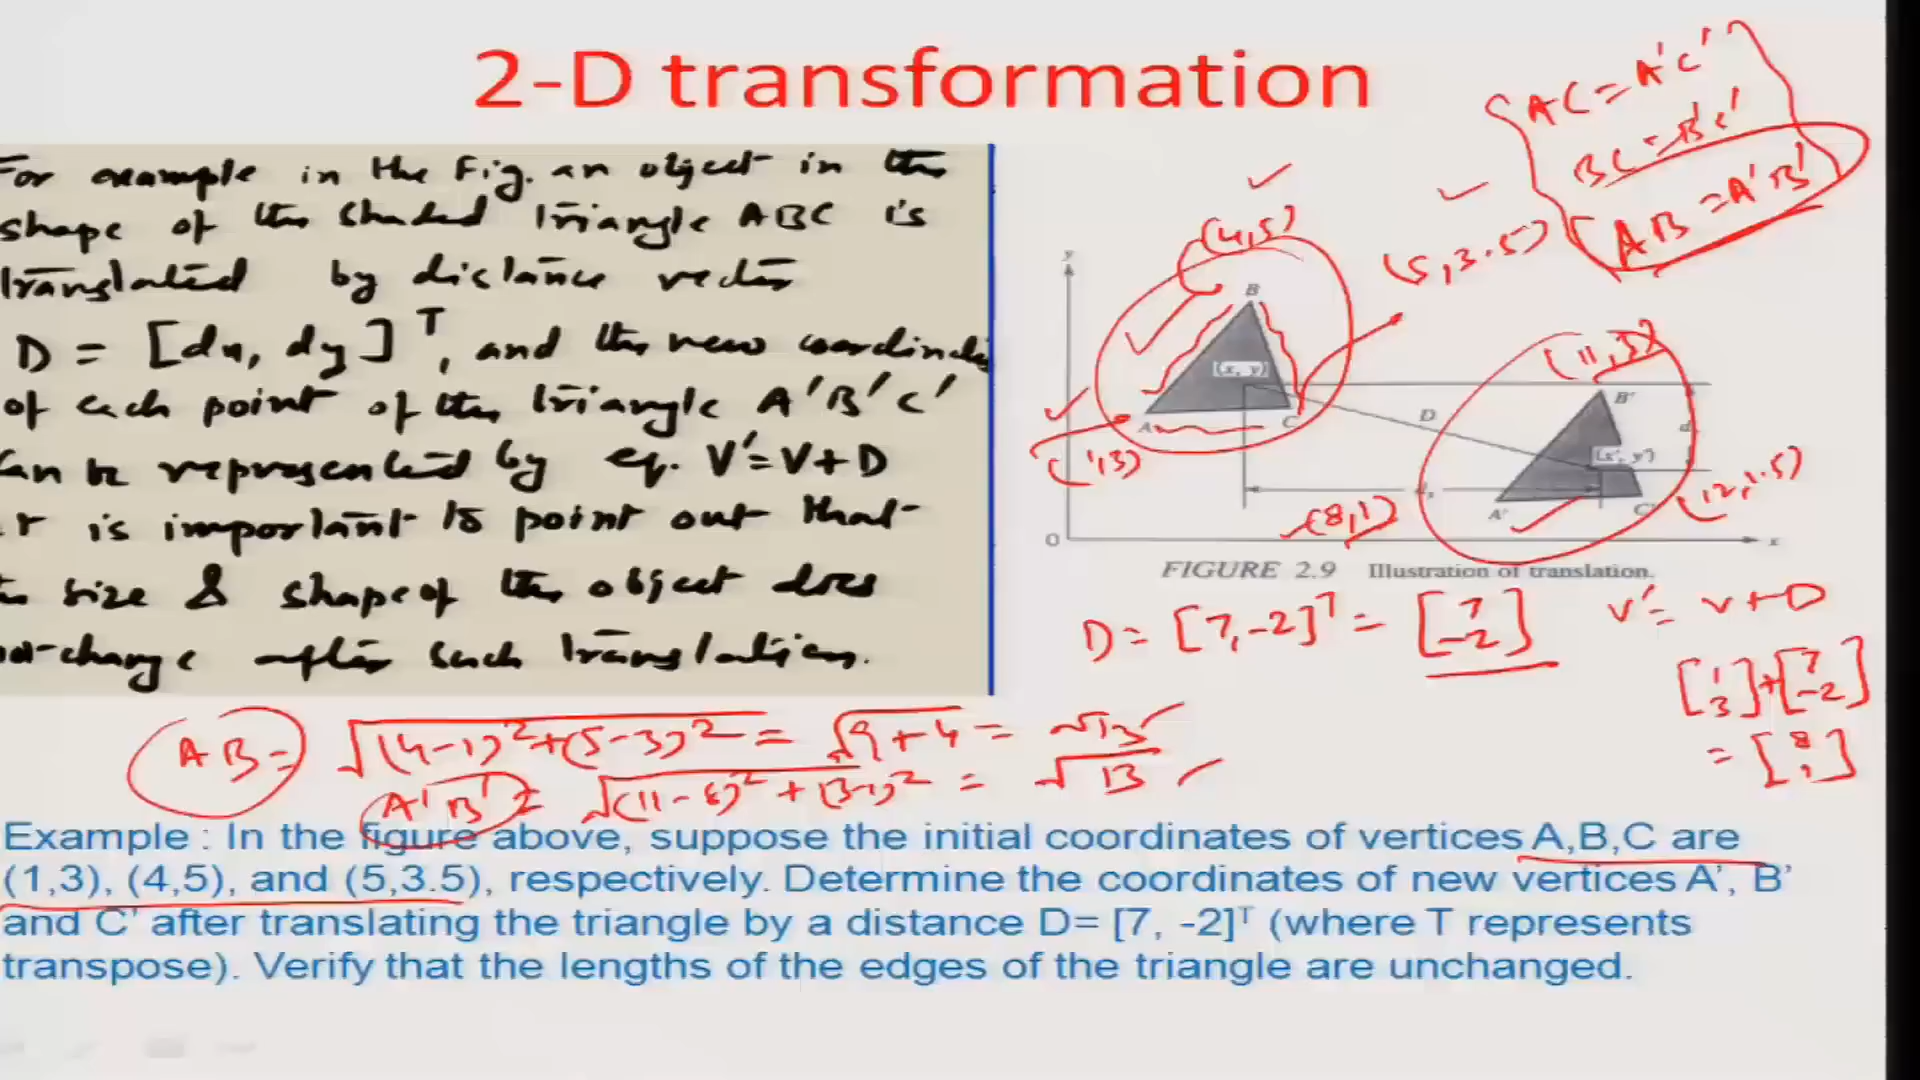 2-D transformation
For example in the Fig. an object in the
shape of the shaded triangle ABC is
translated by distance vector
D = [dx, dy]ᵀ, and the new coordinates
of each point of the triangle A'B'C'
can be represented by eq. V'=V+D
It is important to point out that
the size & shape of the object does
not change after such translation.
AC = A'C'
BC = B'C'
AB = A'B'
(4,5)
(5,3.5)
y
B
(x, y)
A
C
(1,3)
(11,3)
B'
D
d
(x', y')
(12,1.5)
A'
C'
(8,1)
0
x
FIGURE 2.9 Illustration of translation.
D = [7,-2]ᵀ = [7 -2]
V' = V+D
[1 3] + [7 -2]
= [8 1]
AB = √(4-1)²+(5-3)² = √9+4 = √13
A'B' = √(11-8)²+(3-1)² = √13
Example : In the figure above, suppose the initial coordinates of vertices A,B,C are
(1,3), (4,5), and (5,3.5), respectively. Determine the coordinates of new vertices A', B'
and C' after translating the triangle by a distance D= [7, -2]ᵀ (where T represents
transpose). Verify that the lengths of the edges of the triangle are unchanged.